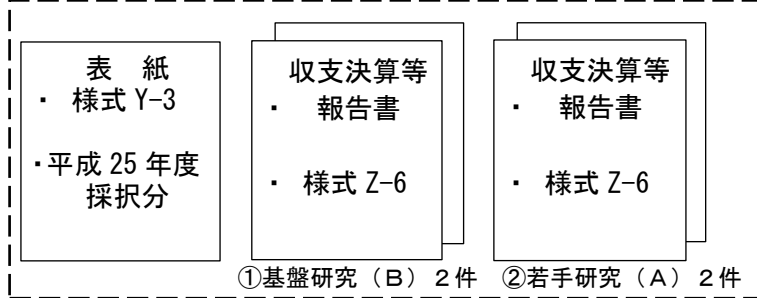 表　紙
・ 様式 Y-3
・平成 25 年度
採択分
収支決算等
・ 報告書
・ 様式 Z-6
①基盤研究（Ｂ）２件
収支決算等
・ 報告書
・ 様式 Z-6
②若手研究（Ａ）２件